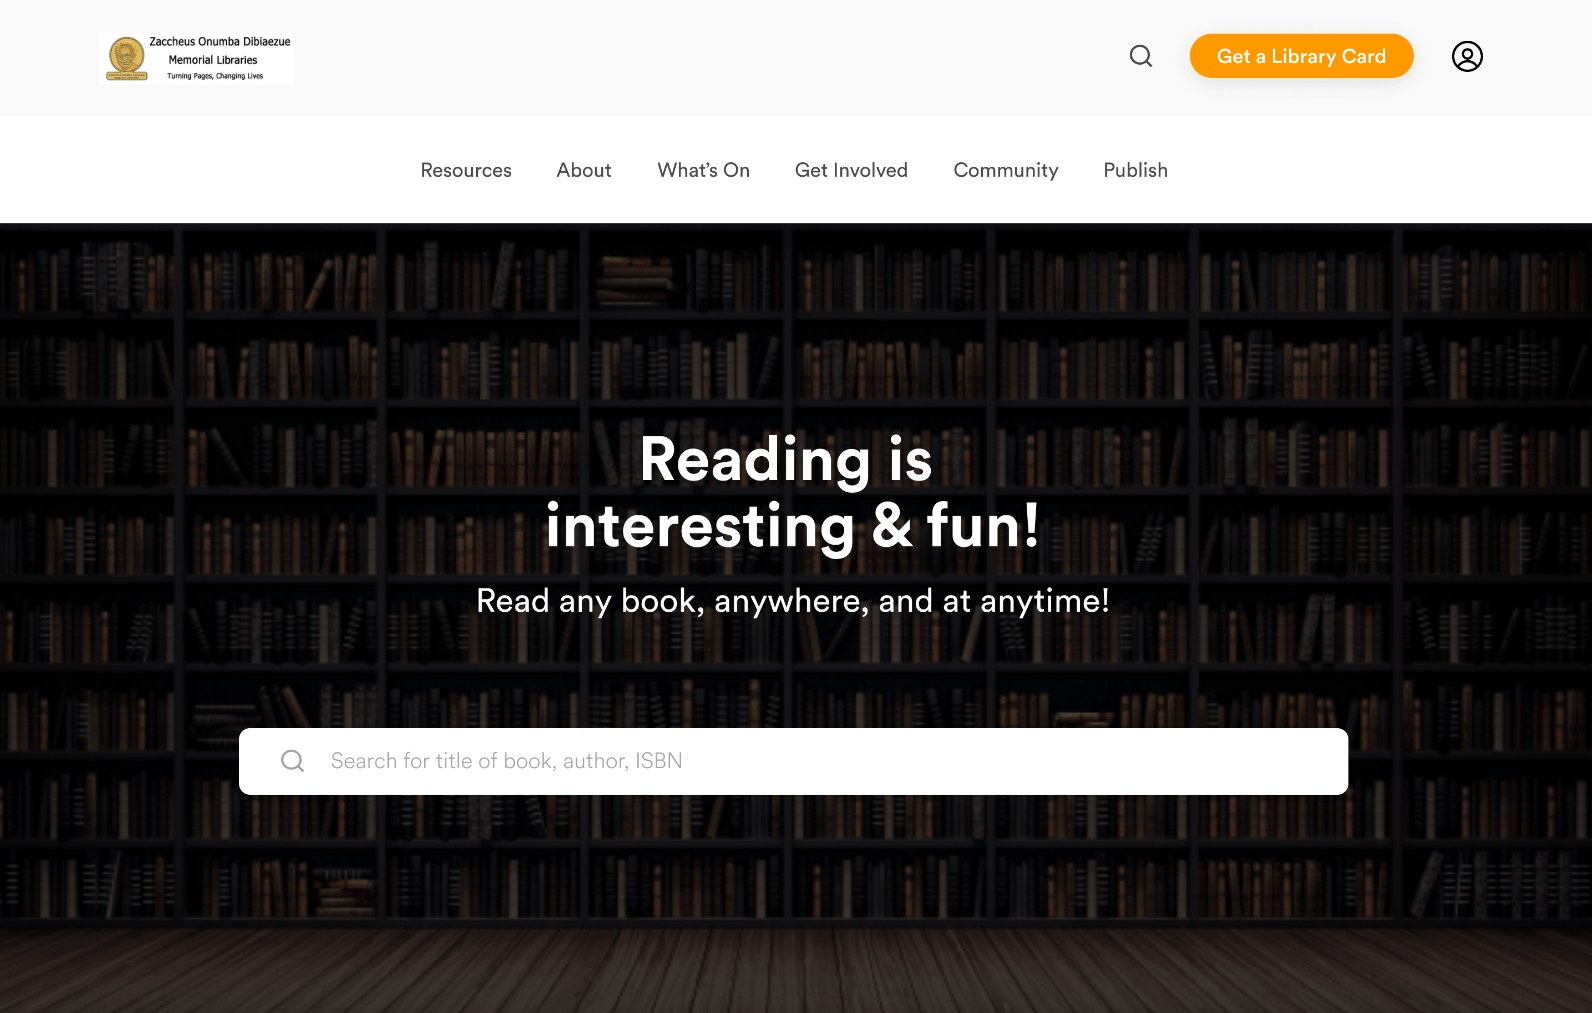 Zaccheus Onumba Dibiaezue
Memorial Libraries
Turning Pages, Changing Lives
Get a Library Card
Resources
About
What’s On
Get Involved
Community
Publish
Reading is
interesting & fun!
Read any book, anywhere, and at anytime!
Search for title of book, author, ISBN